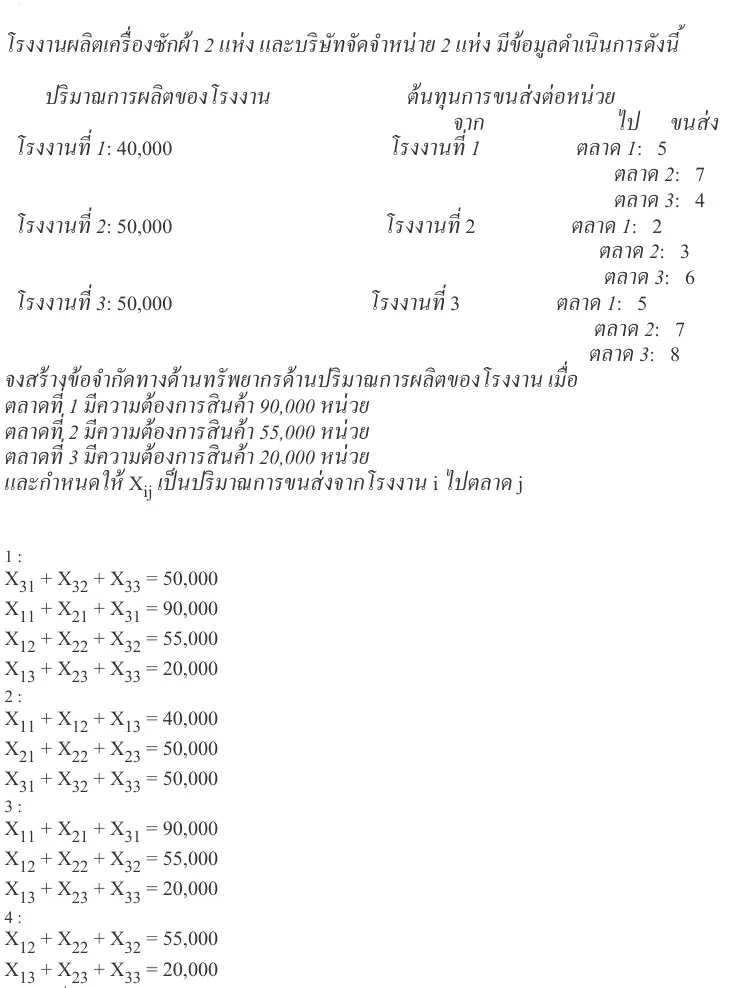 โรงงานผลิตเครื่องซักผ้า 2 แห่ง และบริษัทจัดจำหน่าย 2 แห่ง มีข้อมูลดำเนินการดังนี้
ปริมาณการผลิตของโรงงาน ต้นทุนการขนส่งต่อหน่วย
จาก ไป ขนส่ง
โรงงานที่ 1: 40,000 โรงงานที่ 1 ตลาด 1: 5
ตลาด 2: 7
ตลาด 3: 4
โรงงานที่ 2: 50,000 โรงงานที่ 2 ตลาด 1: 2
ตลาด 2: 3
ตลาด 3: 6
โรงงานที่ 3: 50,000 โรงงานที่ 3 ตลาด 1: 5
ตลาด 2: 7
ตลาด 3: 8
จงสร้างข้อจำกัดทางด้านทรัพยากรด้านปริมาณการผลิตของโรงงาน เมื่อ
ตลาดที่ 1 มีความต้องการสินค้า 90,000 หน่วย
ตลาดที่ 2 มีความต้องการสินค้า 55,000 หน่วย
ตลาดที่ 3 มีความต้องการสินค้า 20,000 หน่วย
และกำหนดให้ Xij เป็นปริมาณการขนส่งจากโรงงาน i ไปตลาด j
1 :
X31 + X32 + X33 = 50,000
X11 + X21 + X31 = 90,000
X12 + X22 + X32 = 55,000
X13 + X23 + X33 = 20,000
2 :
X11 + X12 + X13 = 40,000
X21 + X22 + X23 = 50,000
X31 + X32 + X33 = 50,000
3 :
X11 + X21 + X31 = 90,000
X12 + X22 + X32 = 55,000
X13 + X23 + X33 = 20,000
4 :
X12 + X22 + X32 = 55,000
X13 + X23 + X33 = 20,000